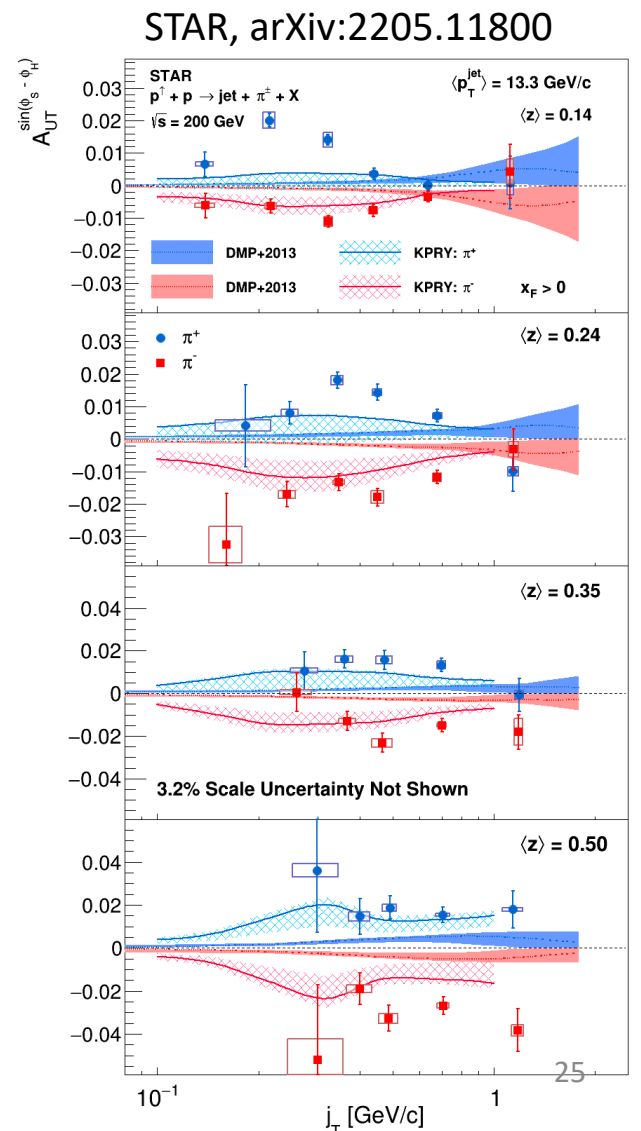 STAR, arXiv:2205.11800
A_UT^sin(ϕ_S - ϕ_H)
STAR
p↑ + p → jet + π± + X
√s = 200 GeV
⟨p_T^jet⟩ = 13.3 GeV/c
⟨z⟩ = 0.14
0.03
0.02
0.01
0
−0.01
−0.02
−0.03
DMP+2013
KPRY: π+
DMP+2013
KPRY: π-
x_F > 0
π+
π-
⟨z⟩ = 0.24
0.03
0.02
0.01
0
−0.01
−0.02
−0.03
⟨z⟩ = 0.35
0.04
0.02
0
−0.02
−0.04
3.2% Scale Uncertainty Not Shown
⟨z⟩ = 0.50
0.04
0.02
0
−0.02
−0.04
25
10^−1
1
j_T [GeV/c]